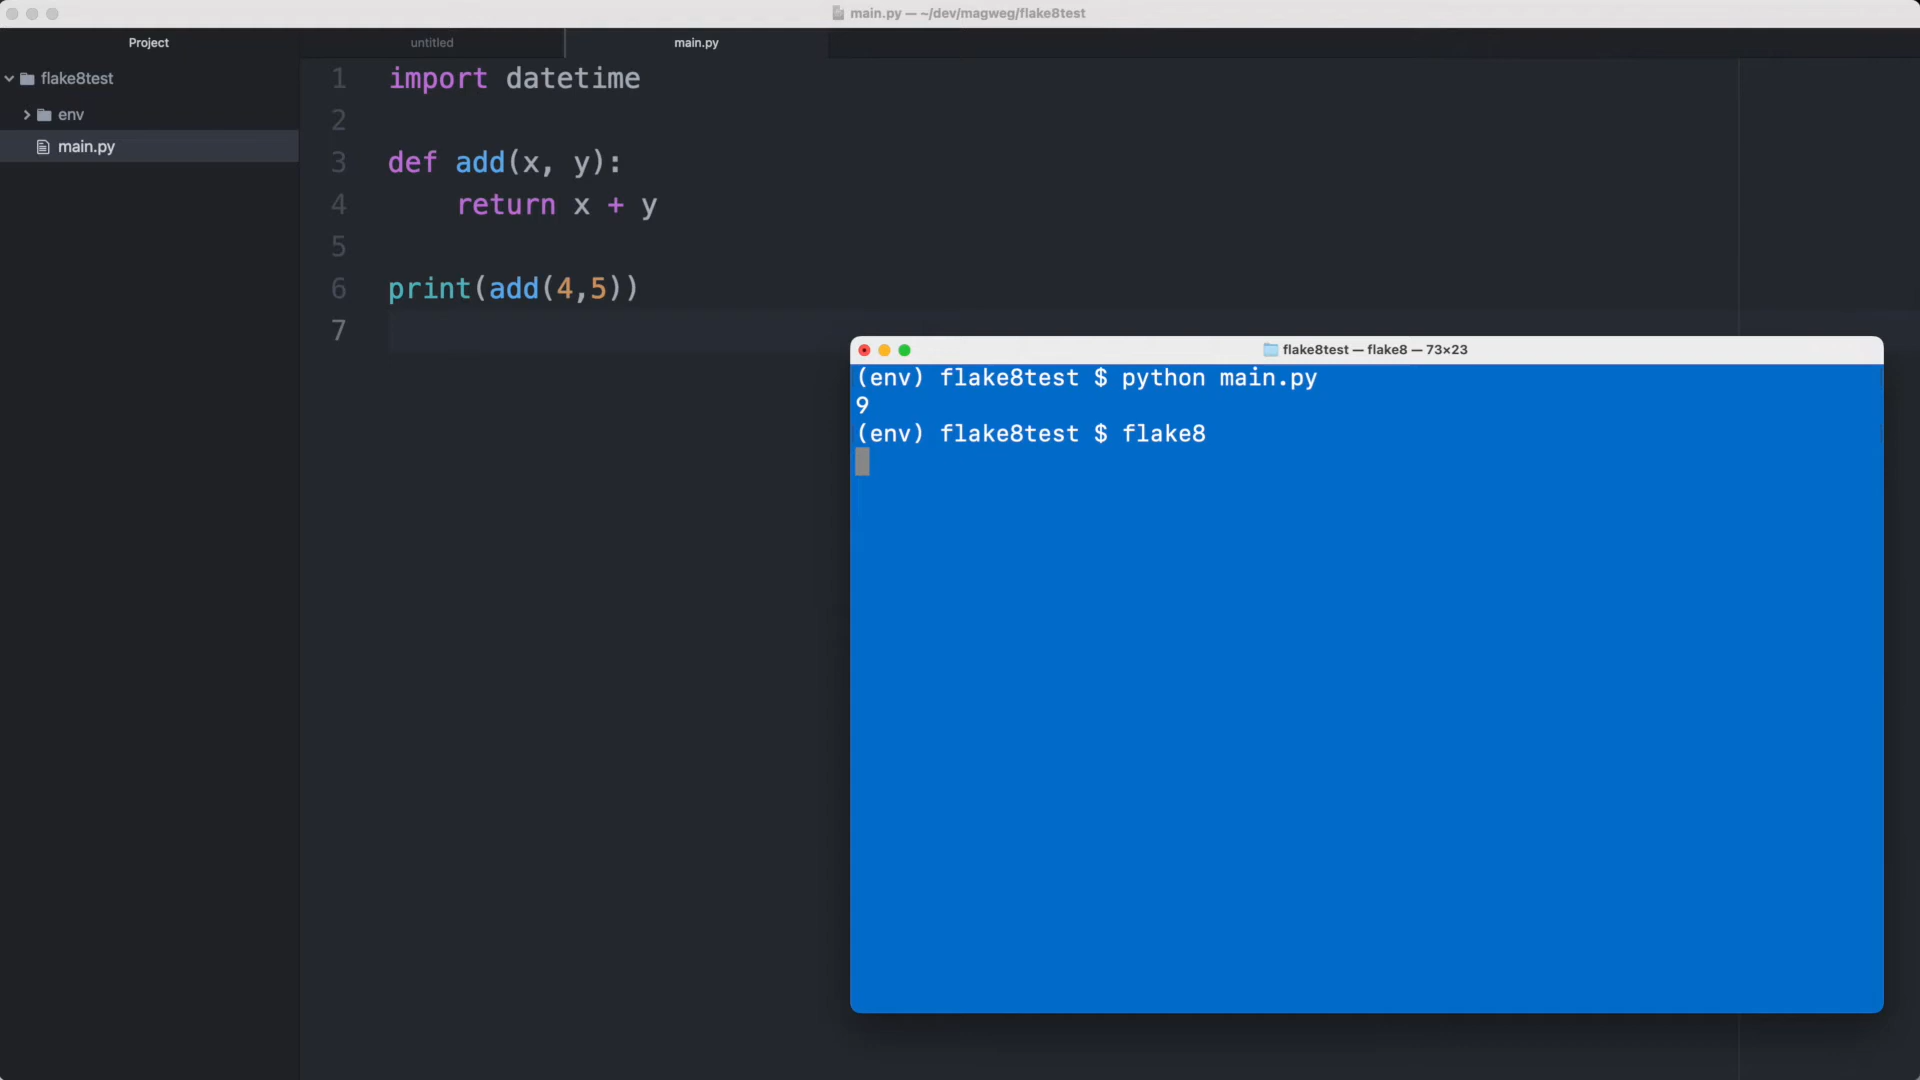 main.py — ~/dev/magweg/flake8test
Project
untitled
main.py
flake8test
env
main.py
1 import datetime
2
3 def add(x, y):
4     return x + y
5
6 print(add(4,5))
7
flake8test — flake8 — 73×23
(env) flake8test $ python main.py
9
(env) flake8test $ flake8